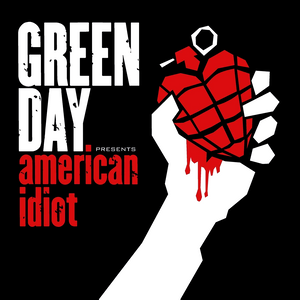 GREEN
DAY
PRESENTS
american
idiot